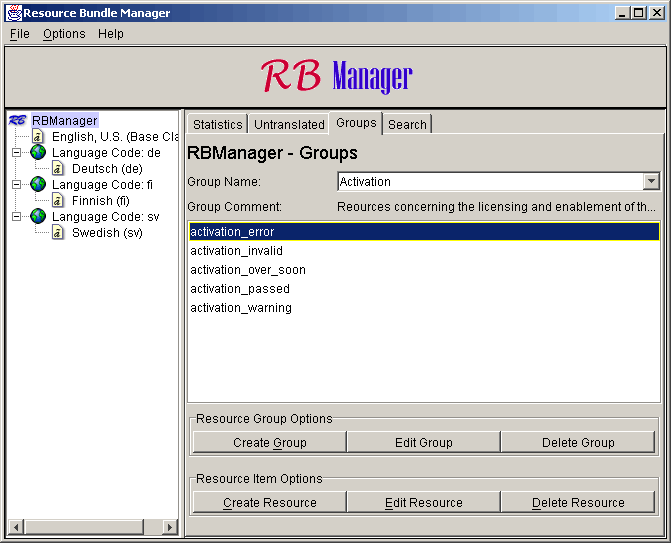 Resource Bundle Manager
File Options Help
RB Manager
RB RBManager
a English, U.S. (Base Cla
Language Code: de
a Deutsch (de)
Language Code: fi
a Finnish (fi)
Language Code: sv
a Swedish (sv)
Statistics Untranslated Groups Search
RBManager - Groups
Group Name: Activation
Group Comment: Reources concerning the licensing and enablement of th...
activation_error
activation_invalid
activation_over_soon
activation_passed
activation_warning
Resource Group Options
Create Group Edit Group Delete Group
Resource Item Options
Create Resource Edit Resource Delete Resource